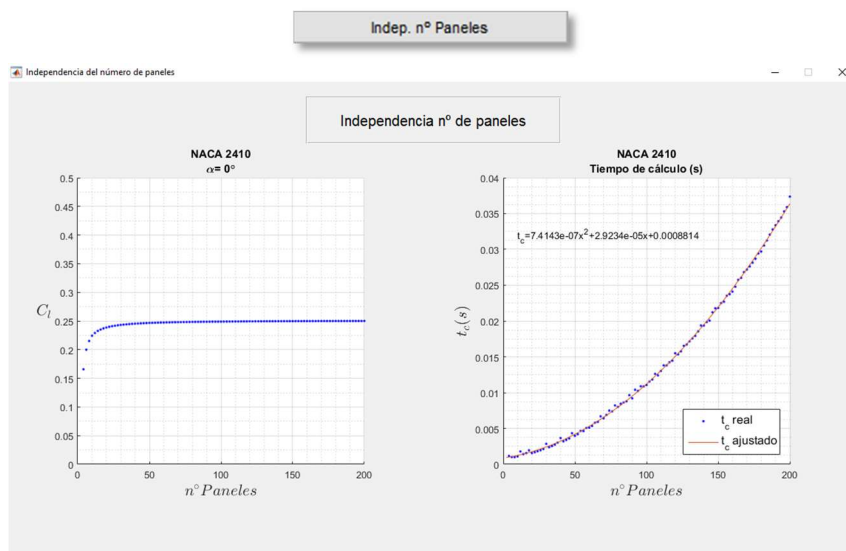 Indep. nº Paneles
Independencia del número de paneles
Independencia nº de paneles
NACA 2410
α= 0°
0.5
0.45
0.4
0.35
0.3
0.25
0.2
0.15
0.1
0.05
0
C_l
0
50
100
150
200
n°Paneles
NACA 2410
Tiempo de cálculo (s)
0.04
0.035
0.03
0.025
0.02
0.015
0.01
0.005
0
t_c(s)
t_c=7.4143e-07x^2+2.9234e-05x+0.0008814
t_c real
t_c ajustado
0
50
100
150
200
n°Paneles